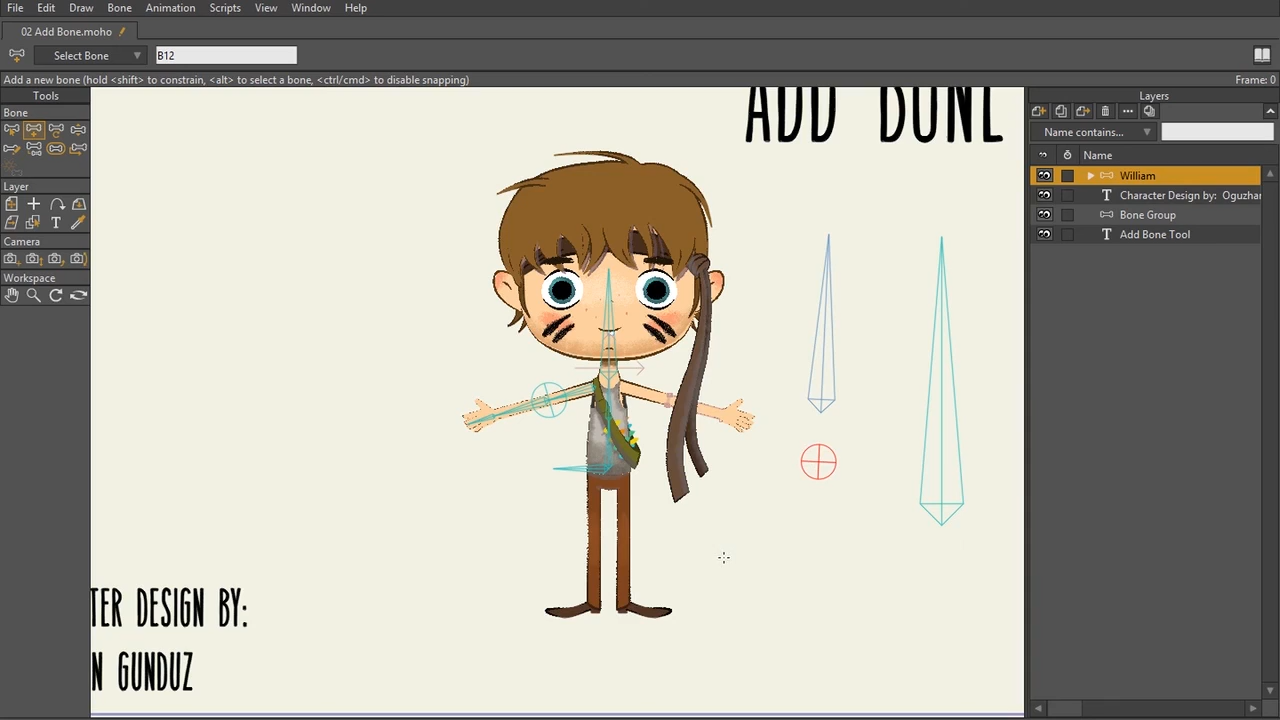 File Edit Draw Bone Animation Scripts View Window Help
02 Add Bone.moho
Select Bone B12
Add a new bone (hold <shift> to constrain, <alt> to select a bone, <ctrl/cmd> to disable snapping) Frame: 0
Tools
Bone
Layer
T
Camera
Workspace
ADD BONE
TER DESIGN BY:
N GUNDUZ
Layers
Name contains...
Name
William
T Character Design by: Oguzhan
Bone Group
T Add Bone Tool